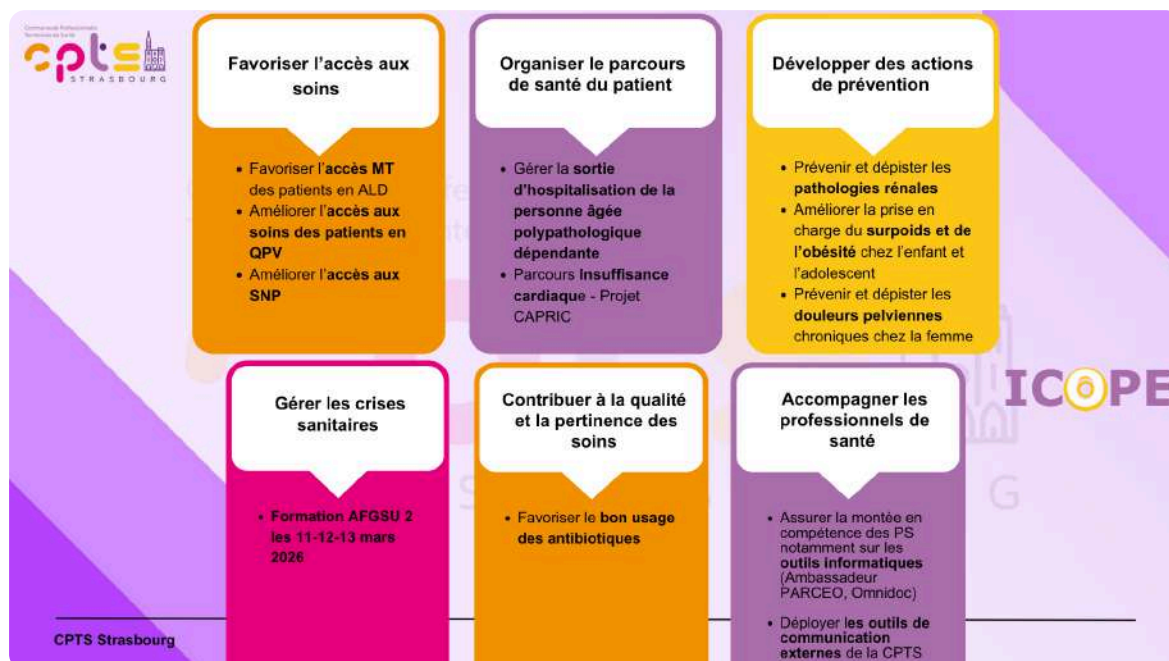 Communauté Professionnelle
Territoriale de Santé
cpts
STRASBOURG
Favoriser l'accès aux
soins
• Favoriser l'accès MT
des patients en ALD
• Améliorer l'accès aux
soins des patients en
QPV
• Améliorer l'accès aux
SNP
Organiser le parcours
de santé du patient
• Gérer la sortie
d'hospitalisation de la
personne âgée
polypathologique
dépendante
• Parcours Insuffisance
cardiaque - Projet
CAPRIC
Développer des actions
de prévention
• Prévenir et dépister les
pathologies rénales
• Améliorer la prise en
charge du surpoids et de
l'obésité chez l'enfant et
l'adolescent
• Prévenir et dépister les
douleurs pelviennes
chroniques chez la femme
Gérer les crises
sanitaires
• Formation AFGSU 2
les 11-12-13 mars
2026
Contribuer à la qualité
et la pertinence des
soins
• Favoriser le bon usage
des antibiotiques
Accompagner les
professionnels de
santé
• Assurer la montée en
compétence des PS
notamment sur les
outils informatiques
(Ambassadeur
PARCEO, Omnidoc)
• Déployer les outils de
communication
externes de la CPTS
ICOPE
CPTS Strasbourg